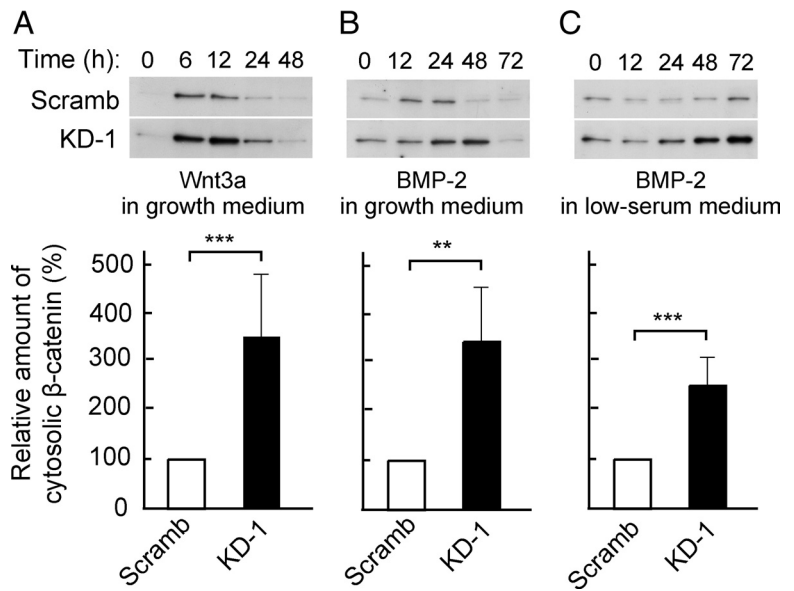 A B C
Time (h): 0 6 12 24 48 0 12 24 48 72 0 12 24 48 72
Scramb
KD-1
Wnt3a
in growth medium
BMP-2
in growth medium
BMP-2
in low-serum medium
Relative amount of
cytosolic β-catenin (%)
500
400
300
200
100
0
***
**
***
Scramb
KD-1
Scramb
KD-1
Scramb
KD-1